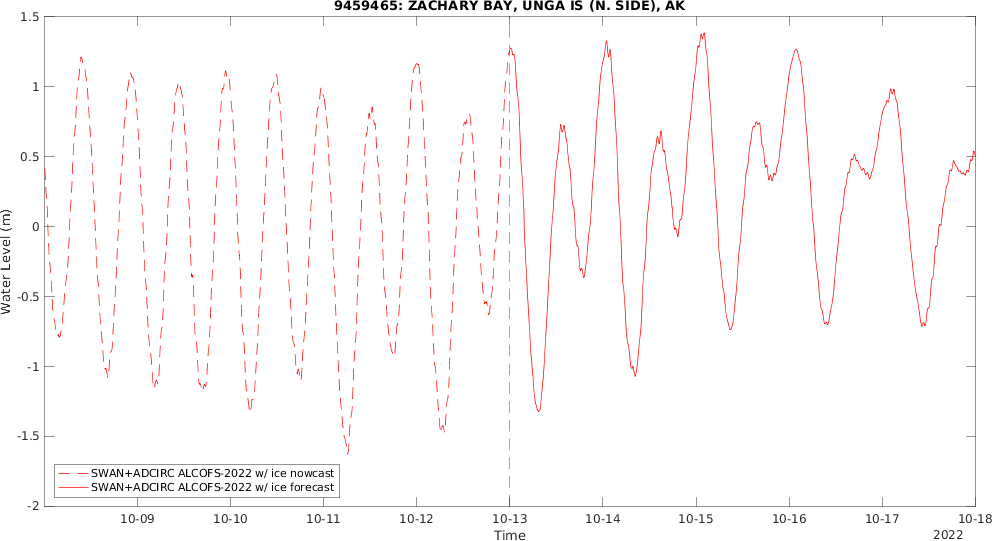 9459465: ZACHARY BAY, UNGA IS (N. SIDE), AK
1.5
1
0.5
0
-0.5
-1
-1.5
-2
Water Level (m)
SWAN+ADCIRC ALCOFS-2022 w/ ice nowcast
SWAN+ADCIRC ALCOFS-2022 w/ ice forecast
10-09 10-10 10-11 10-12 10-13 10-14 10-15 10-16 10-17 10-18
Time
2022